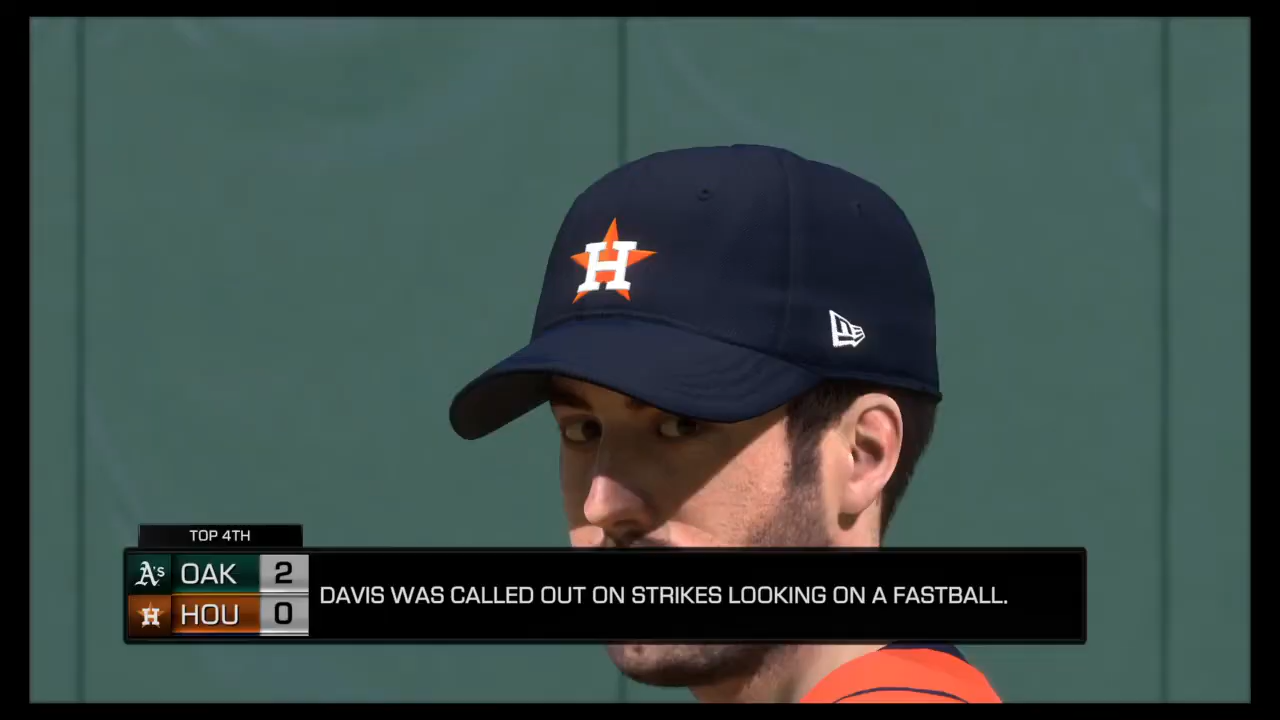 H
TOP 4TH
A's OAK 2
DAVIS WAS CALLED OUT ON STRIKES LOOKING ON A FASTBALL.
H HOU 0